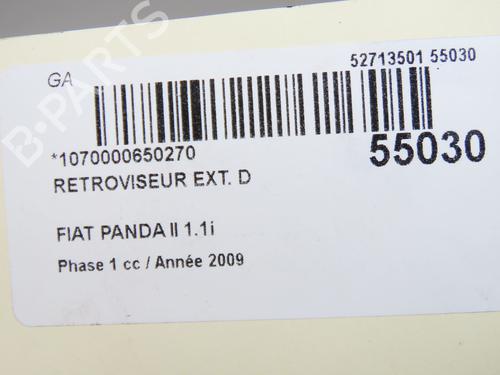 GA
52713501 55030
*1070000650270
55030
RETROVISEUR EXT. D
FIAT PANDA II 1.1i
Phase 1 cc / Année 2009
B-PARTS